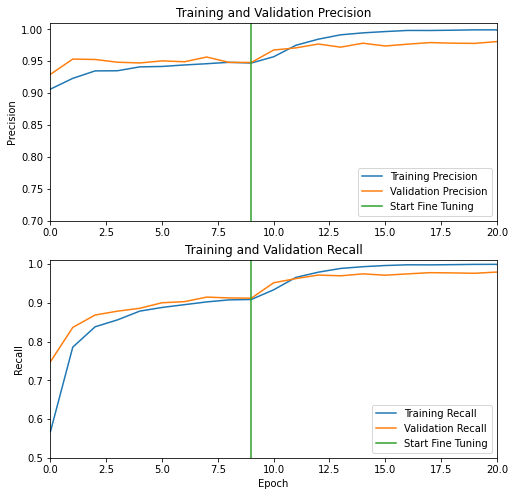 Training and Validation Precision
1.00
0.95
0.90
0.85
0.80
0.75
0.70
Precision
Training Precision
Validation Precision
Start Fine Tuning
0.0 2.5 5.0 7.5 10.0 12.5 15.0 17.5 20.0
Training and Validation Recall
1.0
0.9
0.8
0.7
0.6
0.5
Recall
Training Recall
Validation Recall
Start Fine Tuning
0.0 2.5 5.0 7.5 10.0 12.5 15.0 17.5 20.0
Epoch